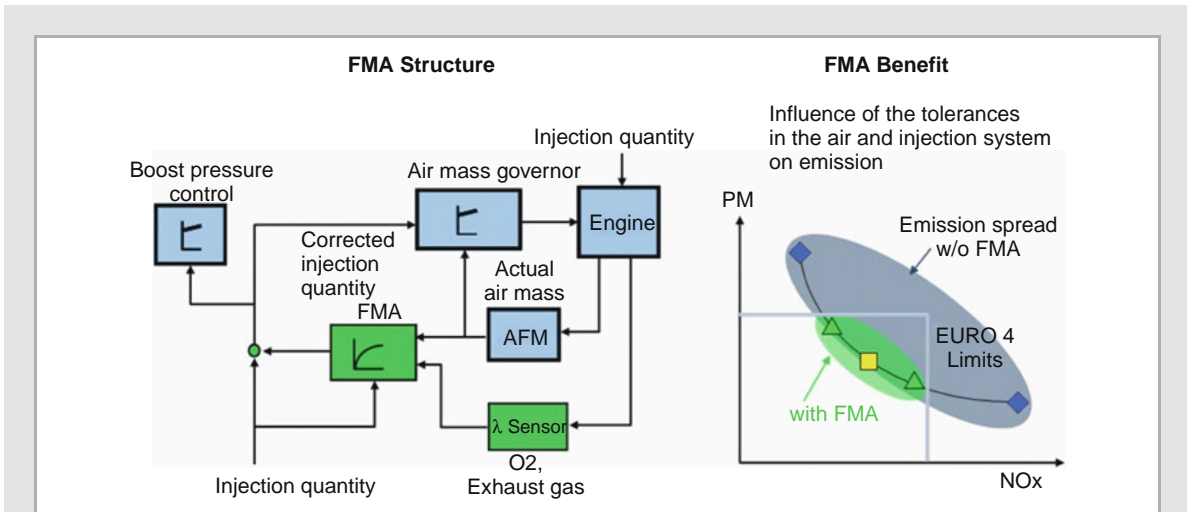 FMA Structure
FMA Benefit
Influence of the tolerances
in the air and injection system
on emission
Injection quantity
Boost pressure
control
Air mass governor
Engine
Corrected
injection
quantity
Actual
air mass
FMA
AFM
λ Sensor
O2,
Exhaust gas
Injection quantity
PM
Emission spread
w/o FMA
EURO 4
Limits
with FMA
NOx